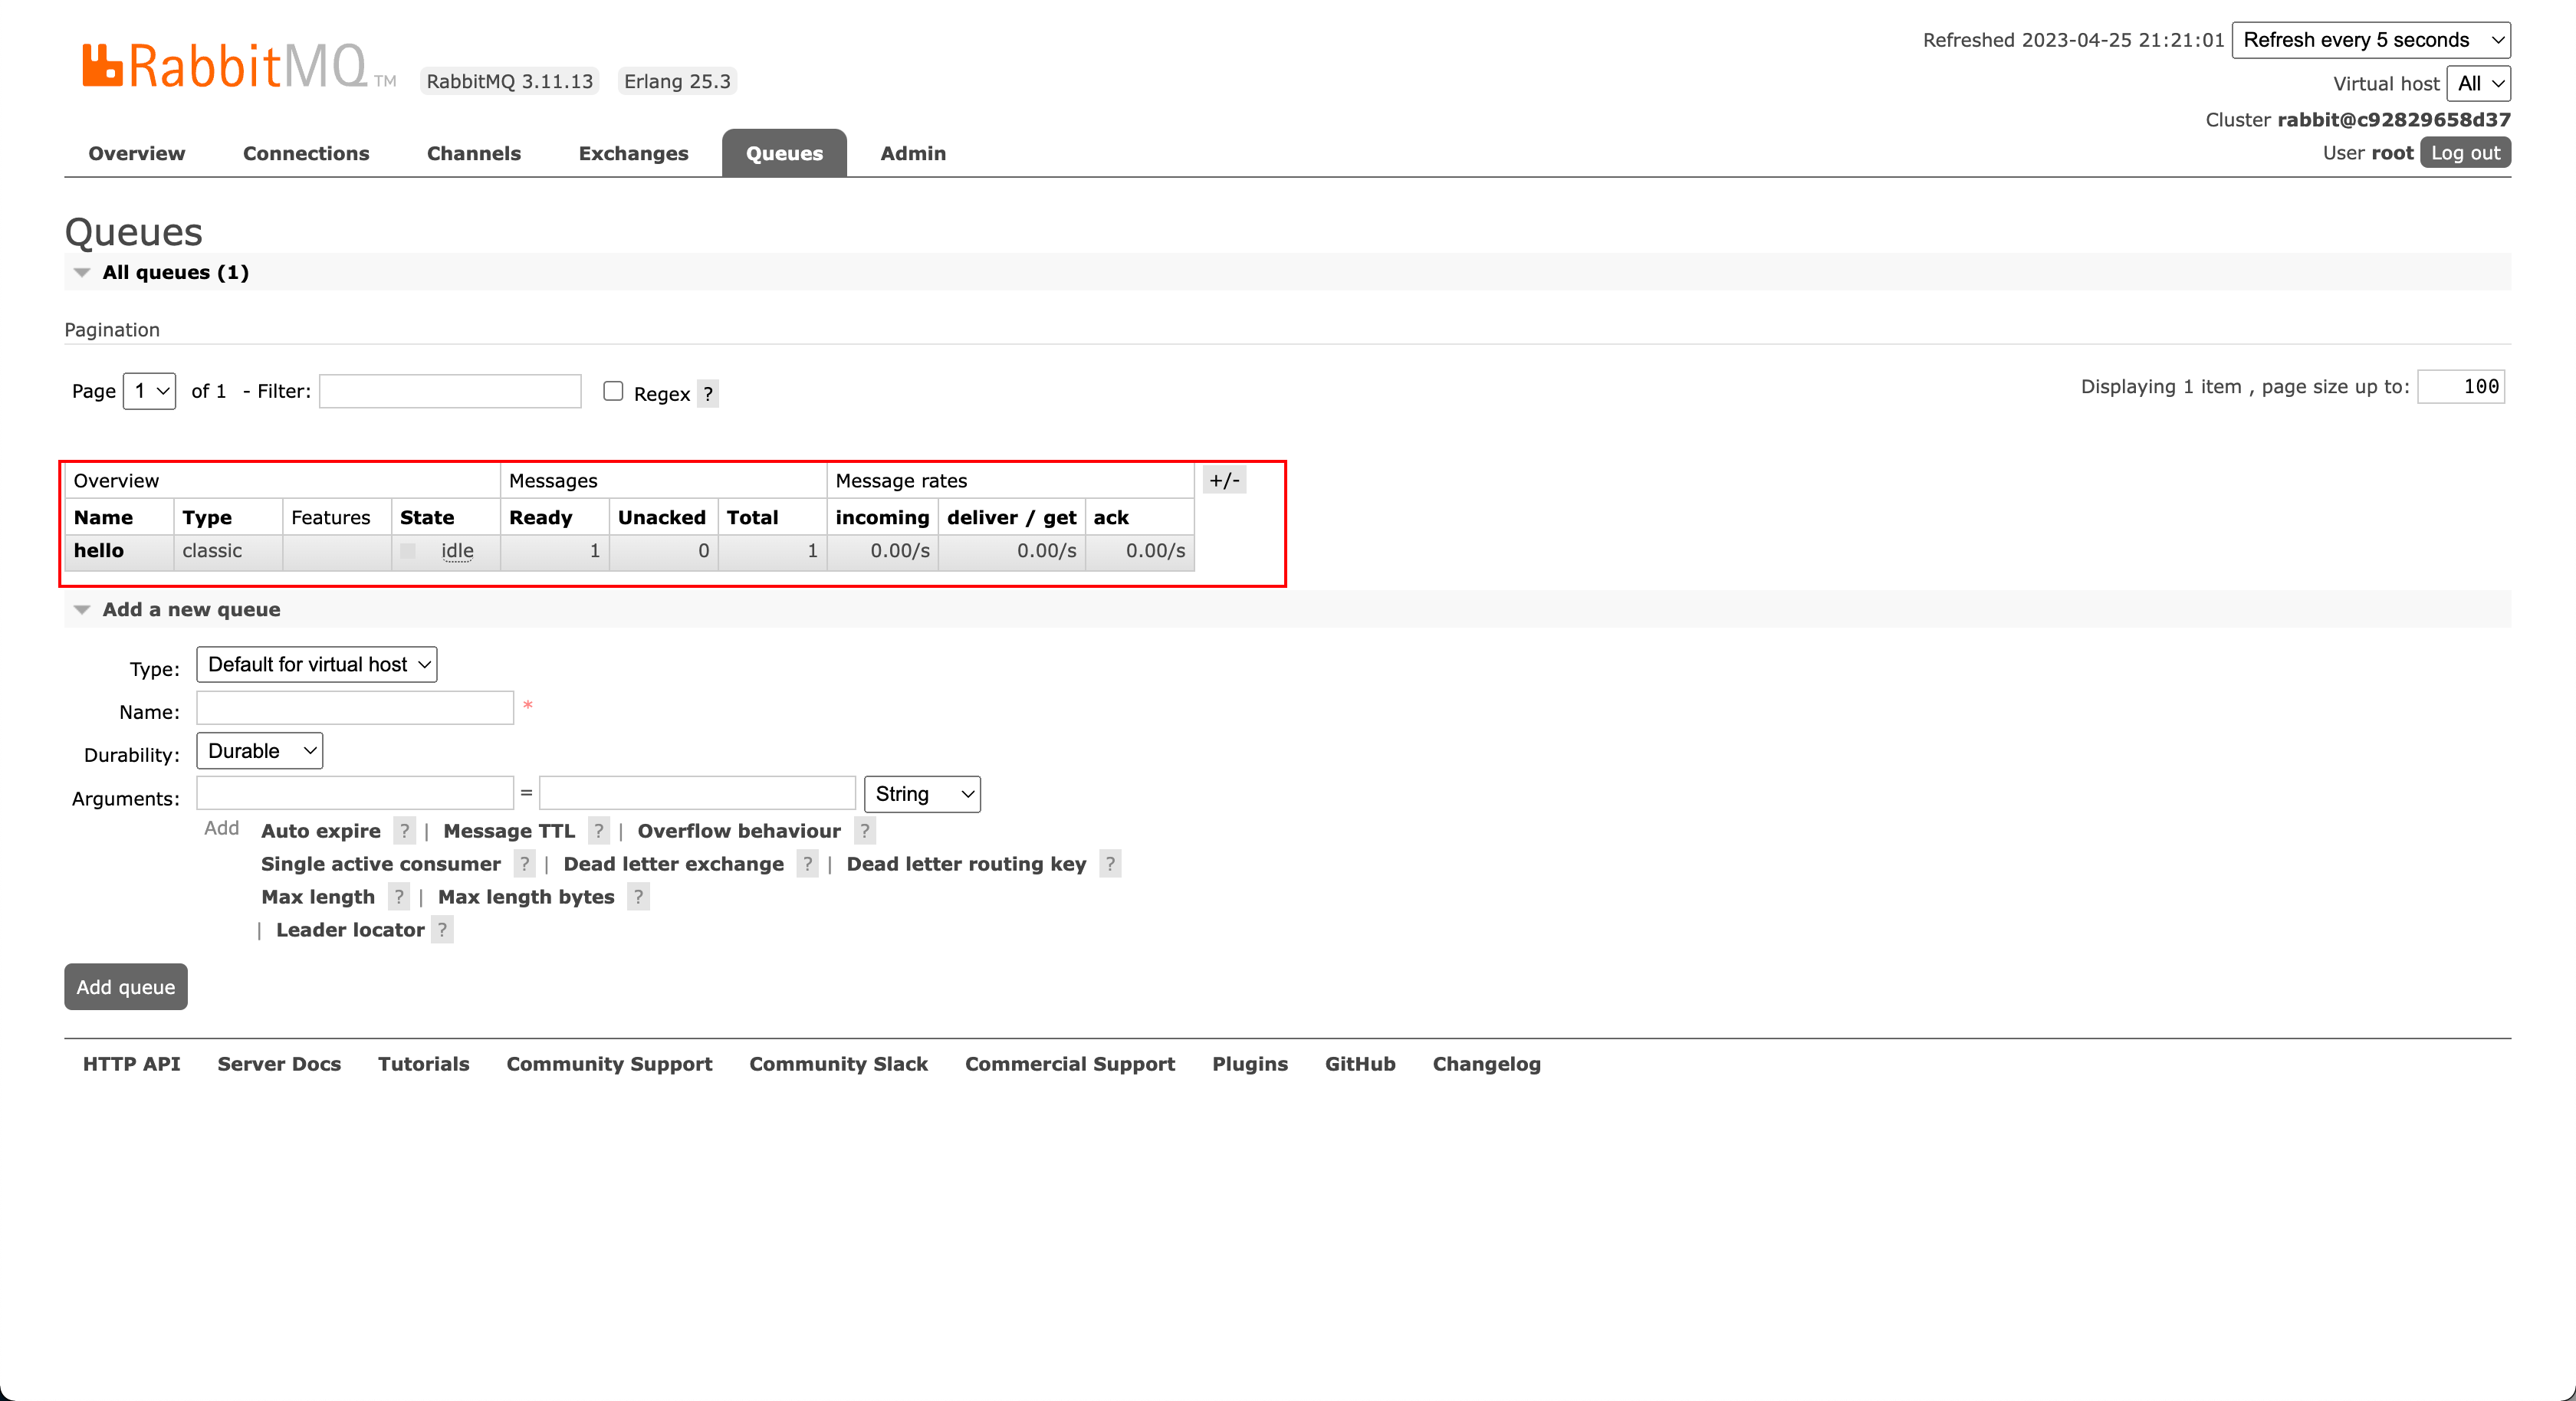 RabbitMQ TM RabbitMQ 3.11.13 Erlang 25.3
Refreshed 2023-04-25 21:21:01 Refresh every 5 seconds
Virtual host All
Cluster rabbit@c92829658d37
User root Log out
Overview Connections Channels Exchanges Queues Admin
Queues
All queues (1)
Pagination
Page 1 of 1 - Filter: Regex ? Displaying 1 item , page size up to: 100
Overview Messages Message rates +/-
Name Type Features State Ready Unacked Total incoming deliver / get ack
hello classic idle 1 0 1 0.00/s 0.00/s 0.00/s
Add a new queue
Type: Default for virtual host
Name: *
Durability: Durable
Arguments: = String
Add Auto expire ? | Message TTL ? | Overflow behaviour ?
Single active consumer ? | Dead letter exchange ? | Dead letter routing key ?
Max length ? | Max length bytes ?
| Leader locator ?
Add queue
HTTP API Server Docs Tutorials Community Support Community Slack Commercial Support Plugins GitHub Changelog